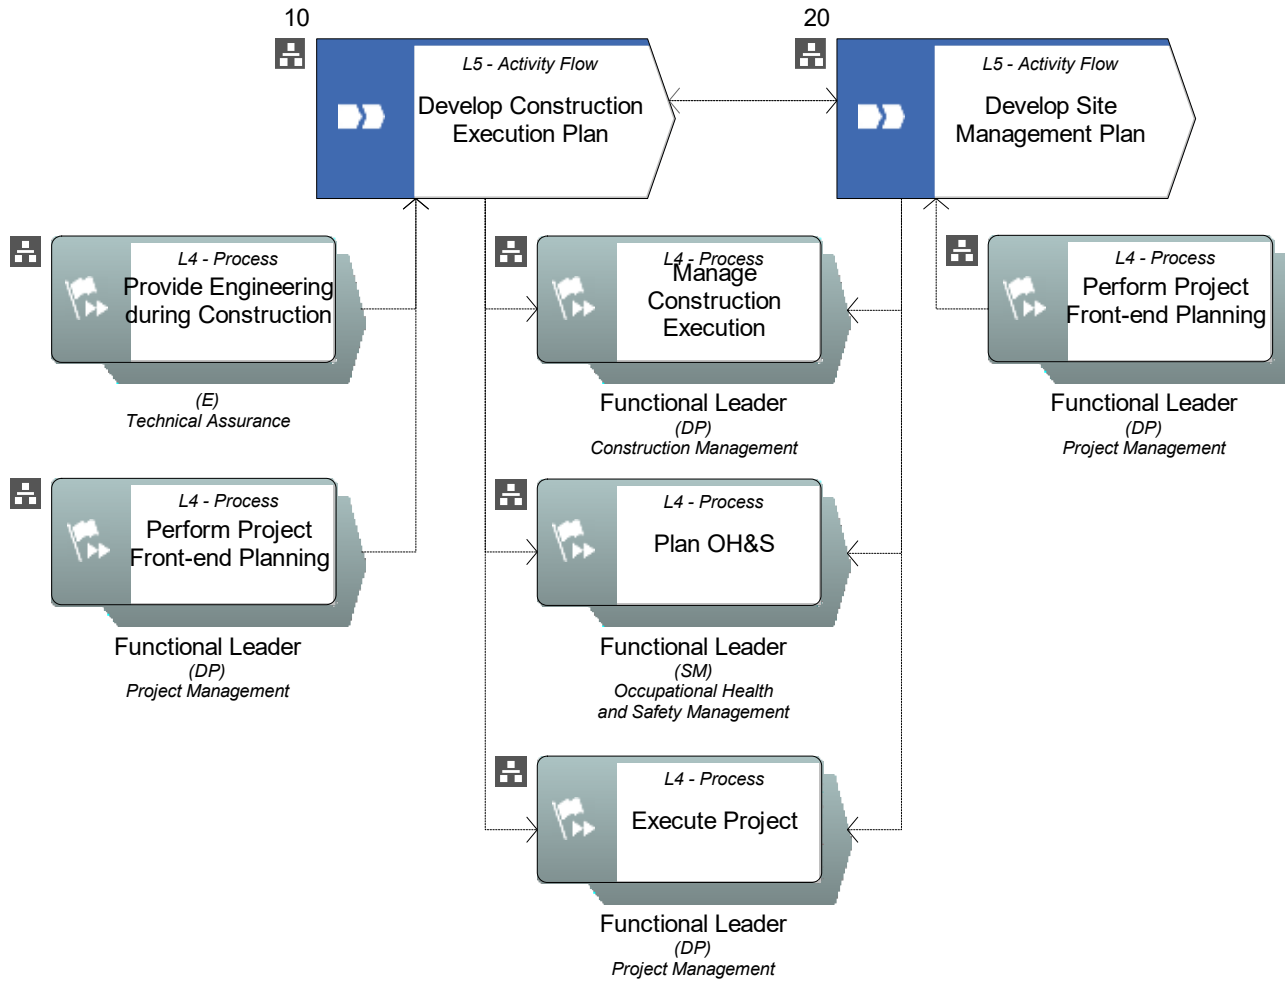 10
20
L5 - Activity Flow
Develop Construction
Execution Plan
L5 - Activity Flow
Develop Site
Management Plan
L4 - Process
Provide Engineering
during Construction
(E)
Technical Assurance
L4 - Process
Manage
Construction
Execution
Functional Leader
(DP)
Construction Management
L4 - Process
Perform Project
Front-end Planning
Functional Leader
(DP)
Project Management
L4 - Process
Perform Project
Front-end Planning
Functional Leader
(DP)
Project Management
L4 - Process
Plan OH&S
Functional Leader
(SM)
Occupational Health
and Safety Management
L4 - Process
Execute Project
Functional Leader
(DP)
Project Management